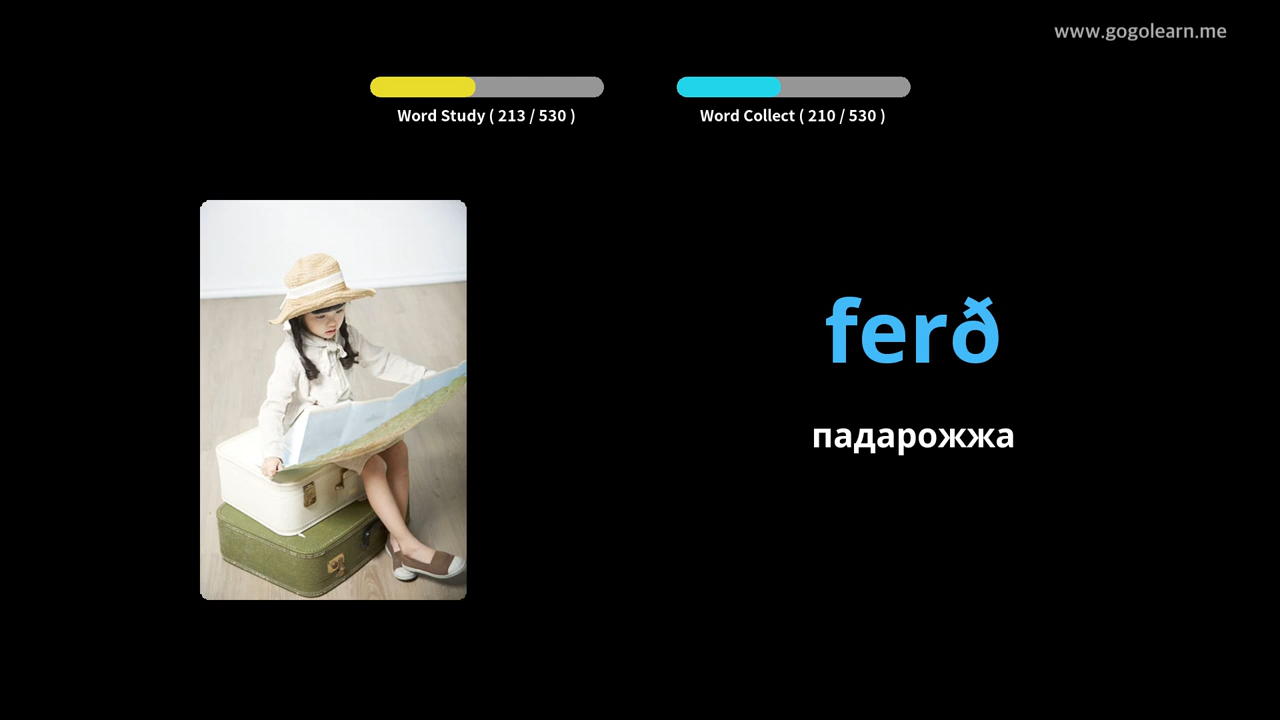 www.gogolearn.me
Word Study ( 213 / 530 )
Word Collect ( 210 / 530 )
ferð
падарожжа